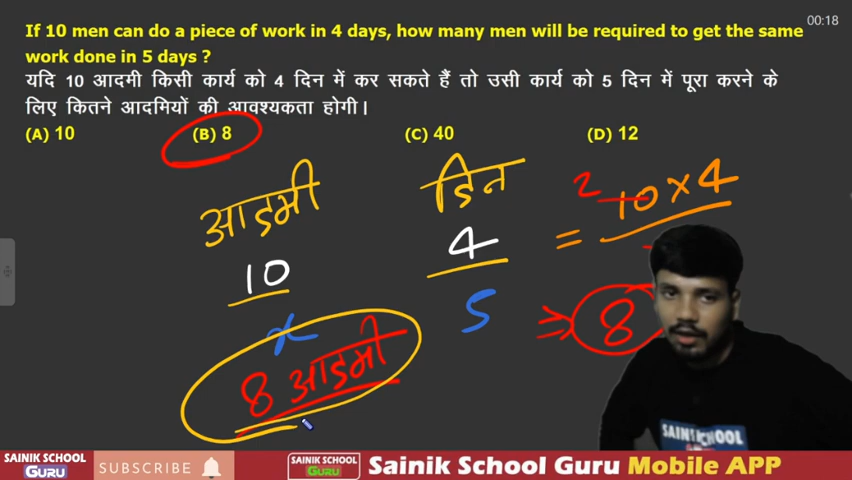 00:18
If 10 men can do a piece of work in 4 days, how many men will be required to get the same
work done in 5 days ?
यदि 10 आदमी किसी कार्य को 4 दिन में कर सकते हैं तो उसी कार्य को 5 दिन में पूरा करने के
लिए कितने आदमियों की आवश्यकता होगी।
(A) 10 (B) 8 (C) 40 (D) 12
आदमी दिन
10 4
x 5
8 आदमी
2
= 10 × 4
⇒ 8
SAINIK SCHOOL
GURU
SUBSCRIBE
SAINIK SCHOOL
GURU
Sainik School Guru Mobile APP